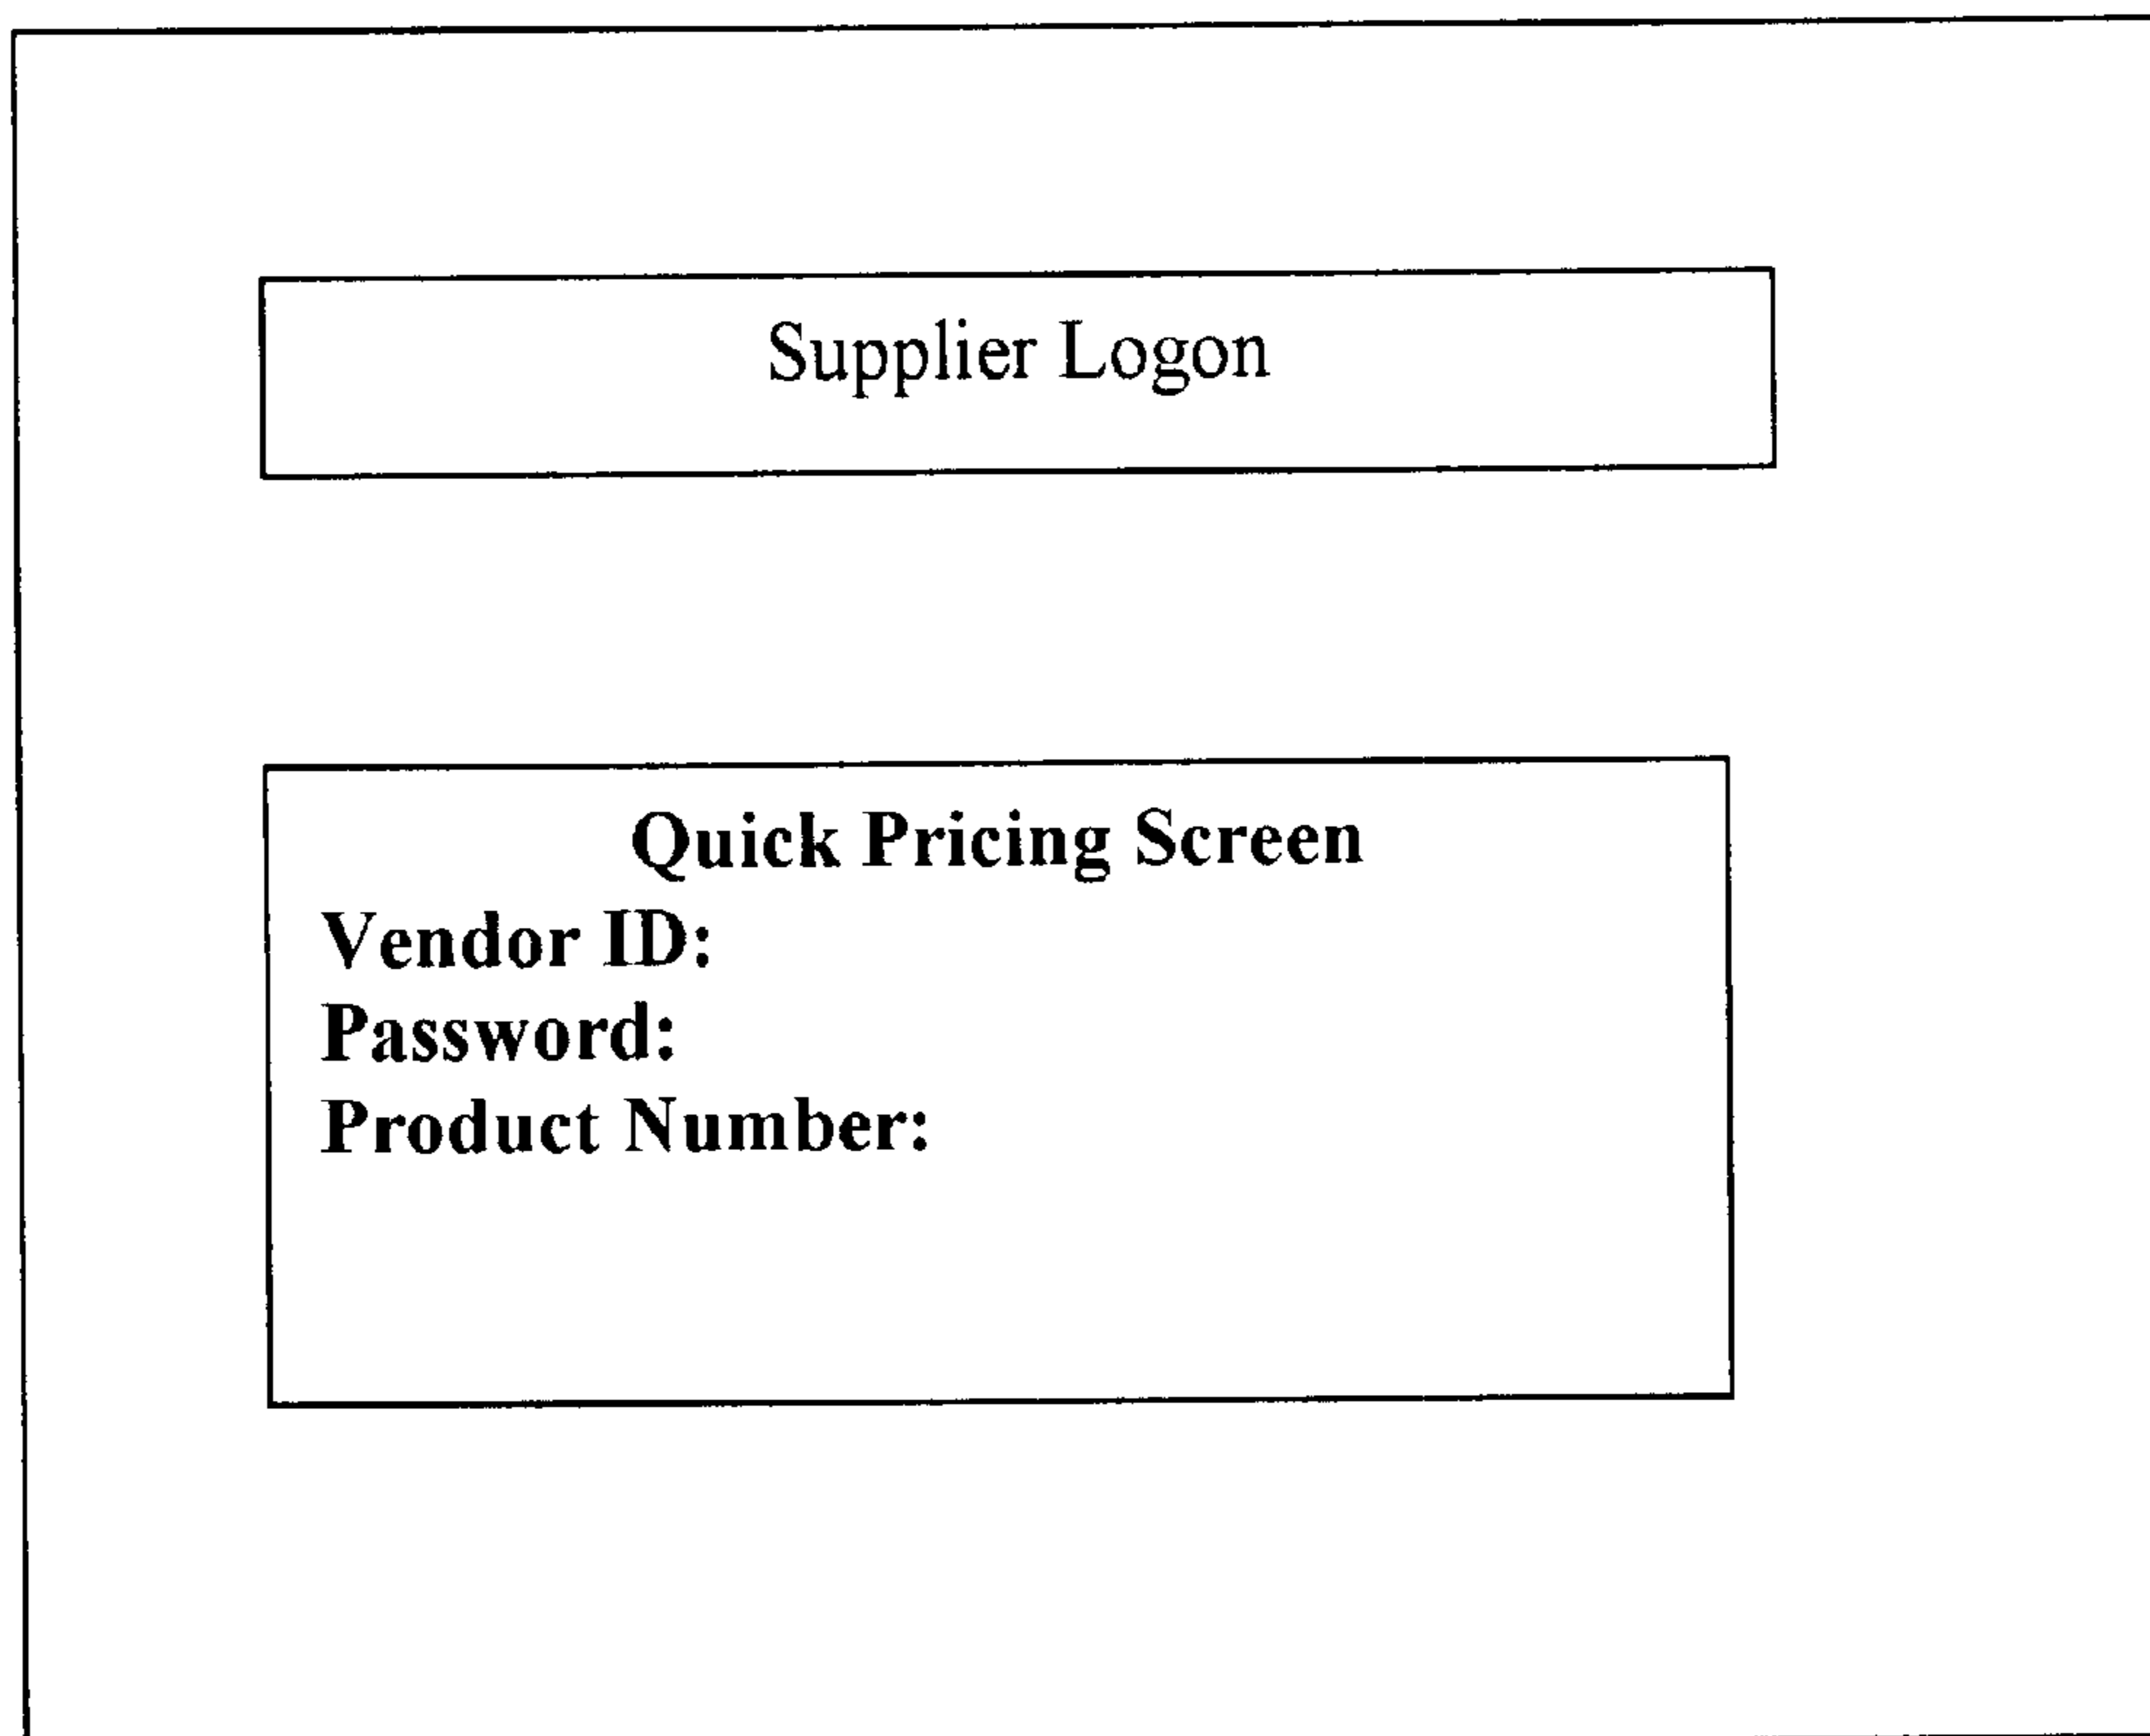 Supplier Logon
Quick Pricing Screen
Vendor ID:
Password:
Product Number: